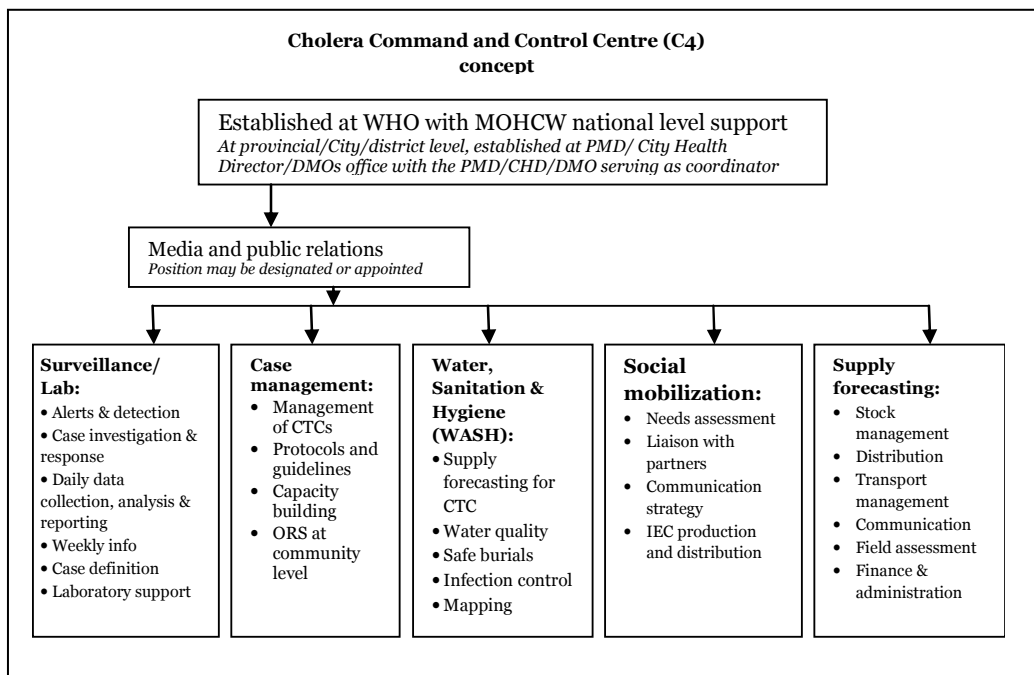 Cholera Command and Control Centre (C4)
concept
Established at WHO with MOHCW national level support
At provincial/City/district level, established at PMD/ City Health
Director/DMOs office with the PMD/CHD/DMO serving as coordinator
Media and public relations
Position may be designated or appointed
Surveillance/
Lab:
• Alerts & detection
• Case investigation &
response
• Daily data
collection, analysis &
reporting
• Weekly info
• Case definition
• Laboratory support
Case
management:
• Management
of CTCs
• Protocols and
guidelines
• Capacity
building
• ORS at
community
level
Water,
Sanitation &
Hygiene
(WASH):
• Supply
forecasting for
CTC
• Water quality
• Safe burials
• Infection control
• Mapping
Social
mobilization:
• Needs assessment
• Liaison with
partners
• Communication
strategy
• IEC production
and distribution
Supply
forecasting:
• Stock
management
• Distribution
• Transport
management
• Communication
• Field assessment
• Finance &
administration